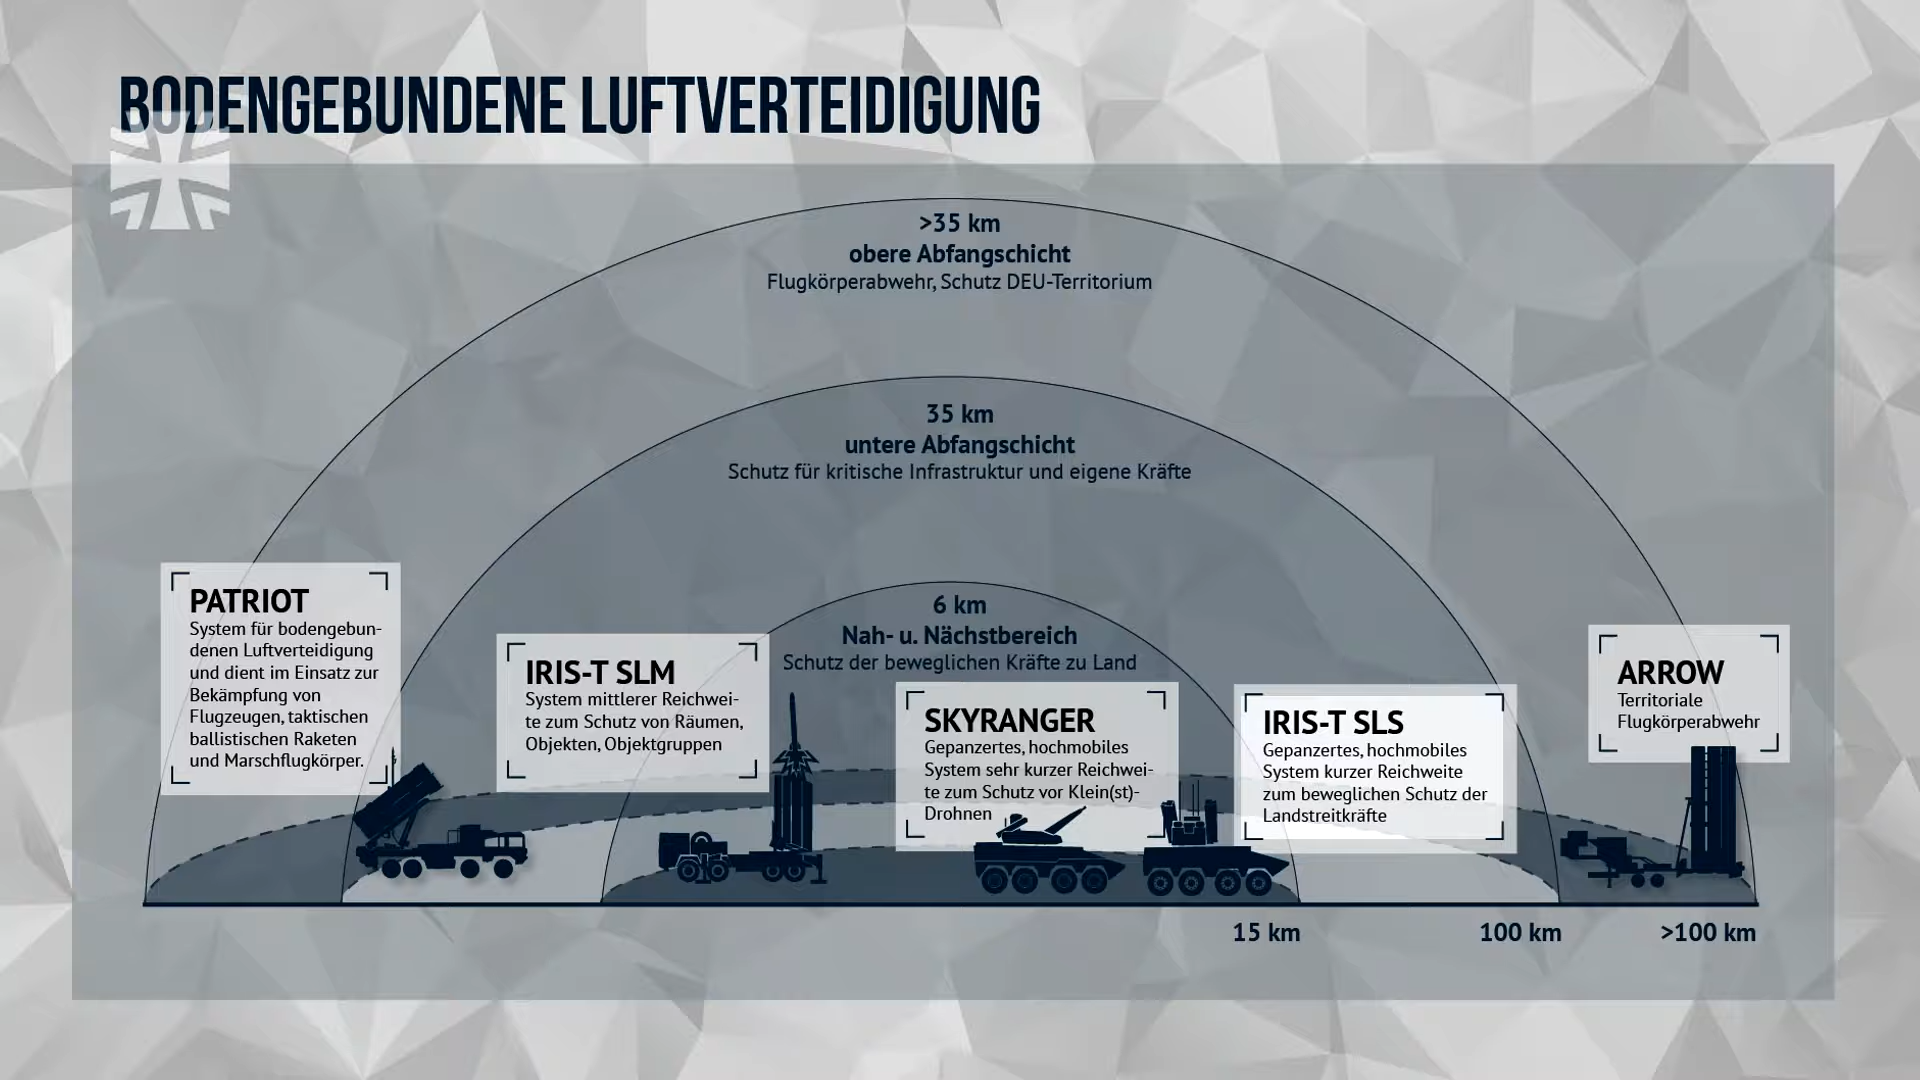 BODENGEBUNDENE LUFTVERTEIDIGUNG
>35 km
obere Abfangschicht
Flugkörperabwehr, Schutz DEU-Territorium
35 km
untere Abfangschicht
Schutz für kritische Infrastruktur und eigene Kräfte
6 km
Nah- u. Nächstbereich
Schutz der beweglichen Kräfte zu Land
PATRIOT
System für bodengebun-
denen Luftverteidigung
und dient im Einsatz zur
Bekämpfung von
Flugzeugen, taktischen
ballistischen Raketen
und Marschflugkörper.
IRIS-T SLM
System mittlerer Reichwei-
te zum Schutz von Räumen,
Objekten, Objektgruppen
SKYRANGER
Gepanzertes, hochmobiles
System sehr kurzer Reichwei-
te zum Schutz vor Klein(st)-
Drohnen
IRIS-T SLS
Gepanzertes, hochmobiles
System kurzer Reichweite
zum beweglichen Schutz der
Landstreitkräfte
ARROW
Territoriale
Flugkörperabwehr
15 km
100 km
>100 km